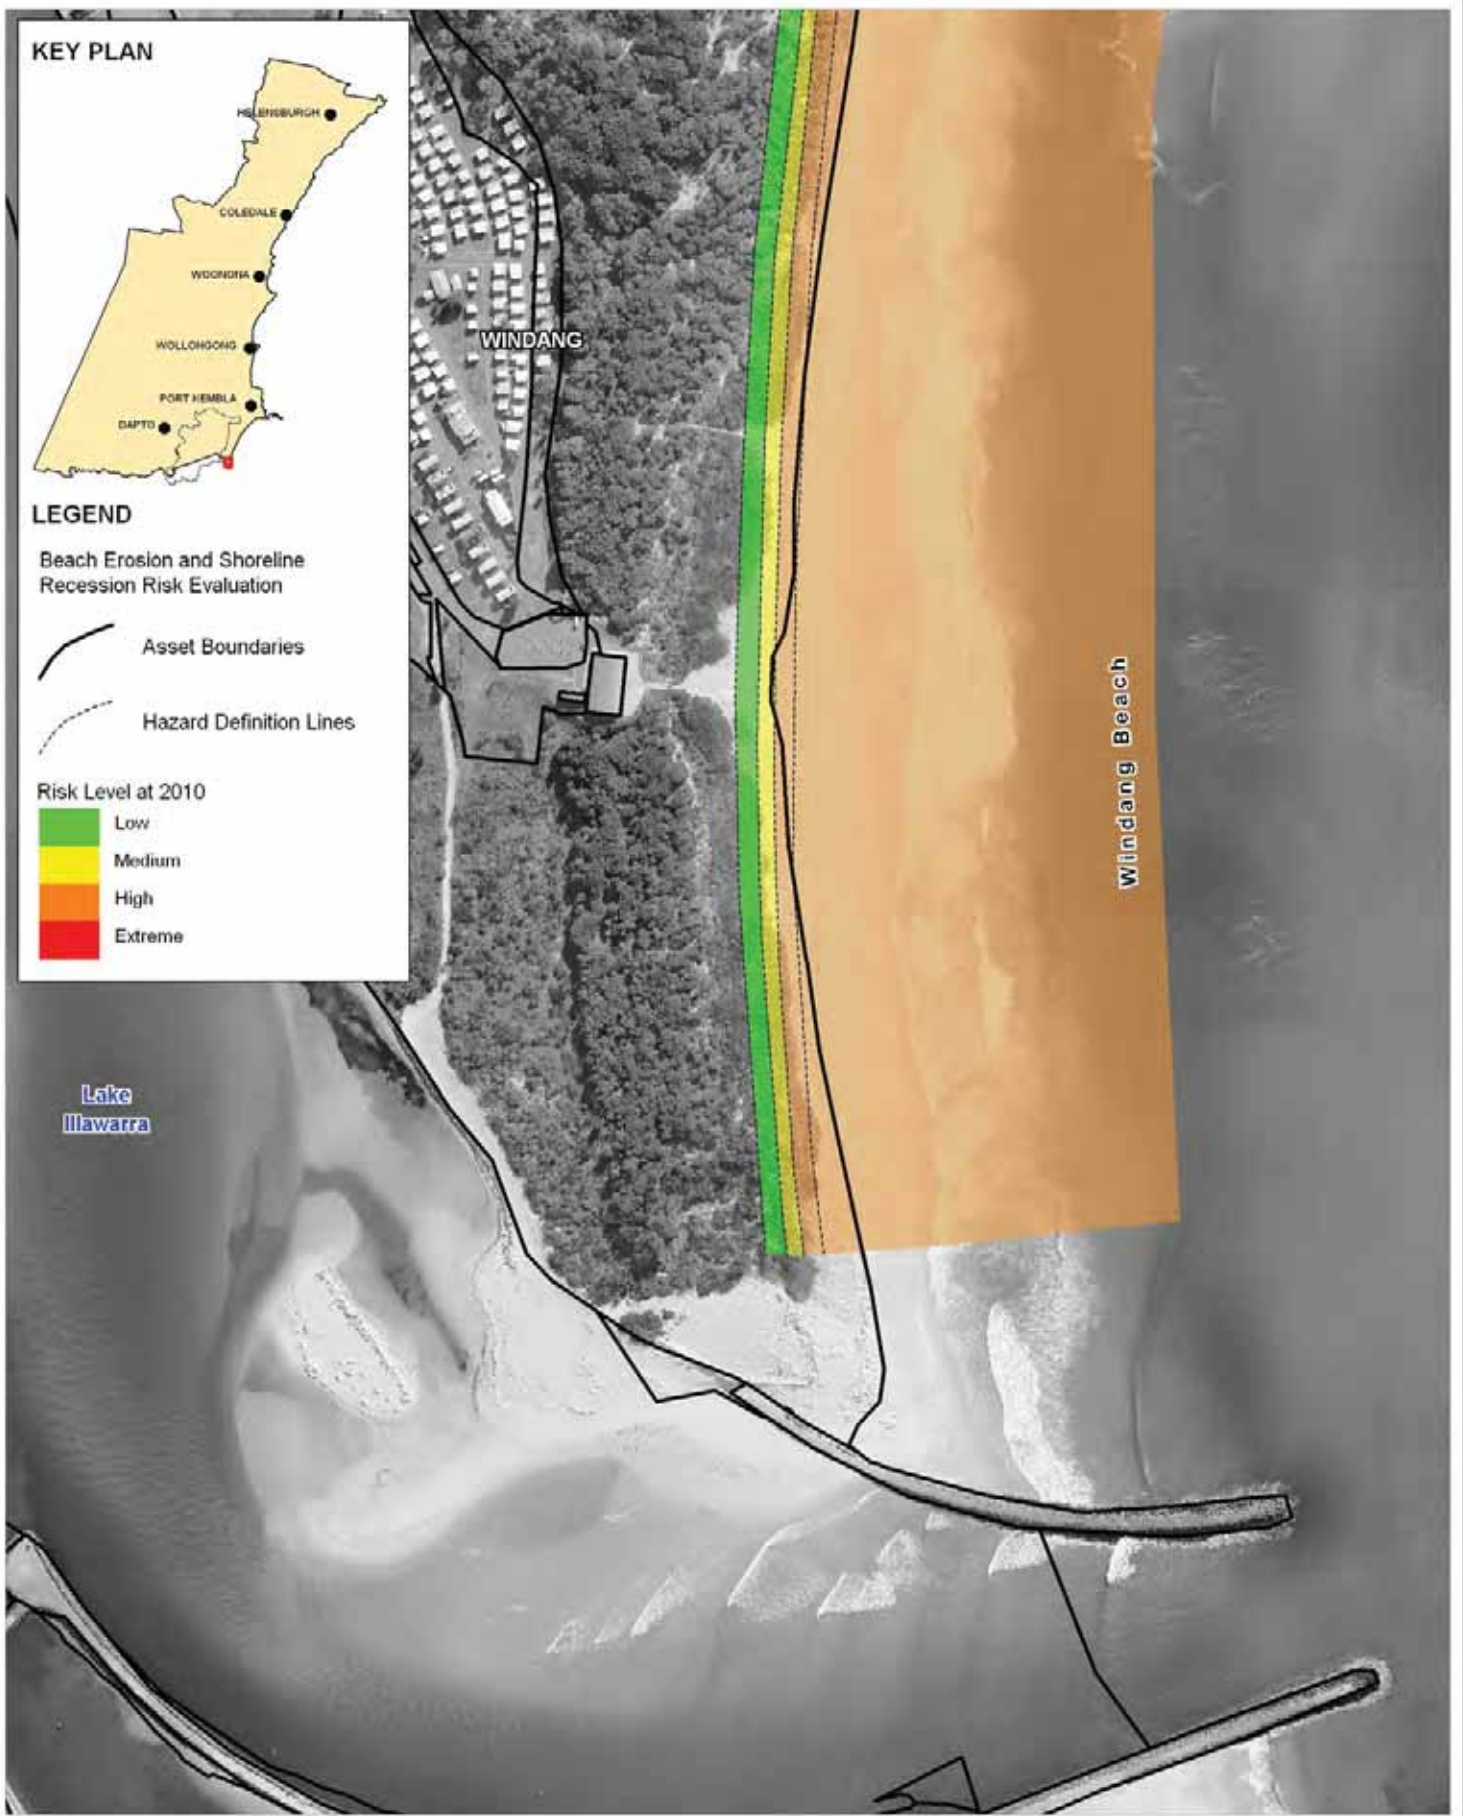 KEY PLAN
HELENSBURGH
COLEDALE
WOONONA
WOLLONGONG
PORT KEMBLA
DAPTO
LEGEND
Beach Erosion and Shoreline
Recession Risk Evaluation
Asset Boundaries
Hazard Definition Lines
Risk Level at 2010
Low
Medium
High
Extreme
WINDANG
Windang Beach
Lake
Illawarra